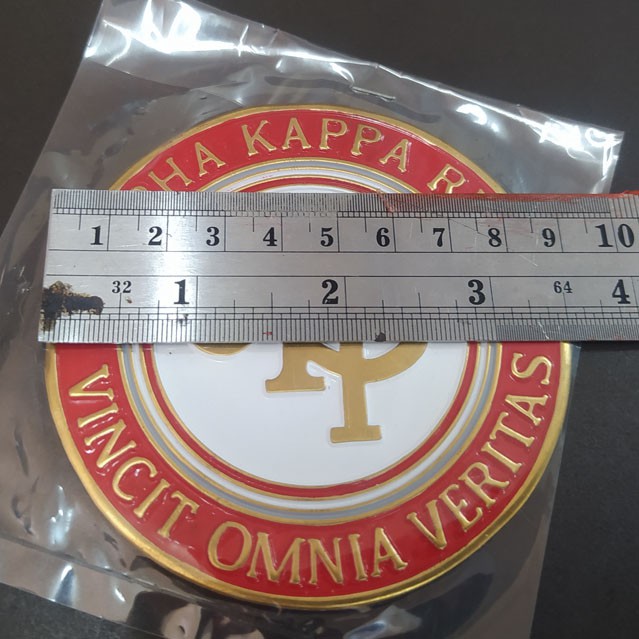 HA KAPPA R
1 2 3 4 5 6 7 8 9 10
32 1 2 3 64 4
VINCIT OMNIA VERITAS